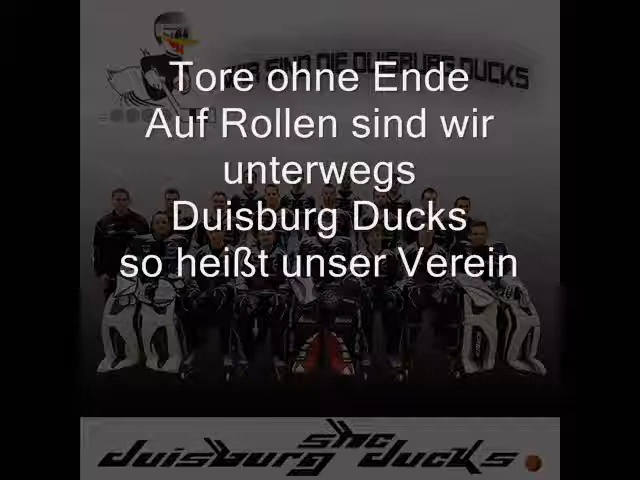 WIR SIND DIE DUISBURG DUCKS
Tore ohne Ende
Auf Rollen sind wir
unterwegs
Duisburg Ducks
so heißt unser Verein
shc
duisburg ducks